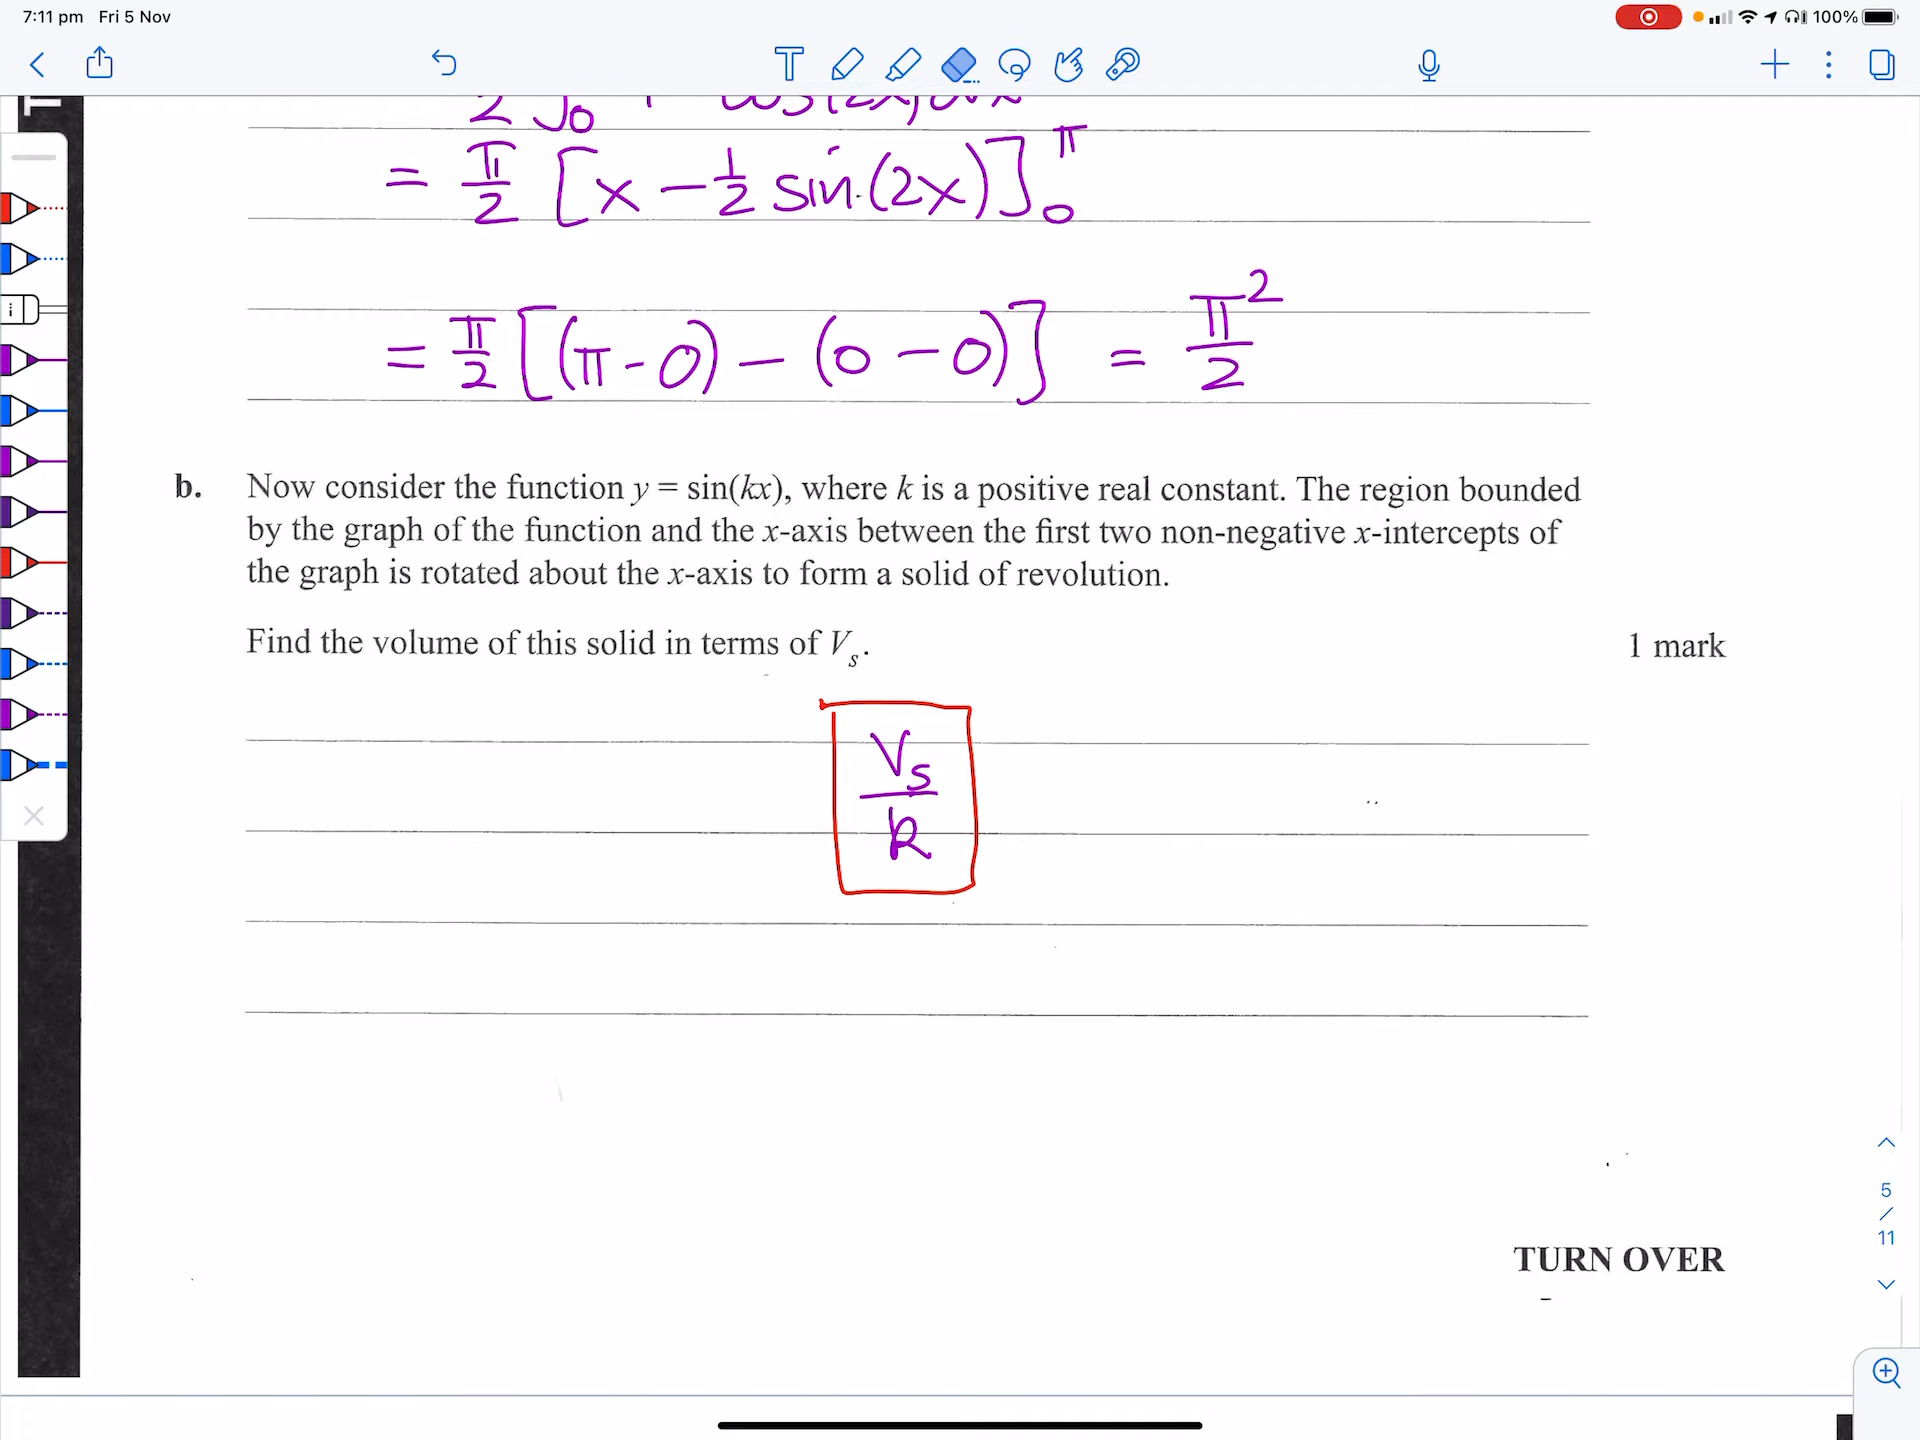 7:11 pm Fri 5 Nov
100%
= π/2 [x - 1/2 sin(2x)]₀^π
= π/2 [(π-0) - (0-0)] = π²/2
b. Now consider the function y = sin(kx), where k is a positive real constant. The region bounded
by the graph of the function and the x-axis between the first two non-negative x-intercepts of
the graph is rotated about the x-axis to form a solid of revolution.
Find the volume of this solid in terms of Vₛ.
1 mark
Vₛ/k
5
/
11
TURN OVER